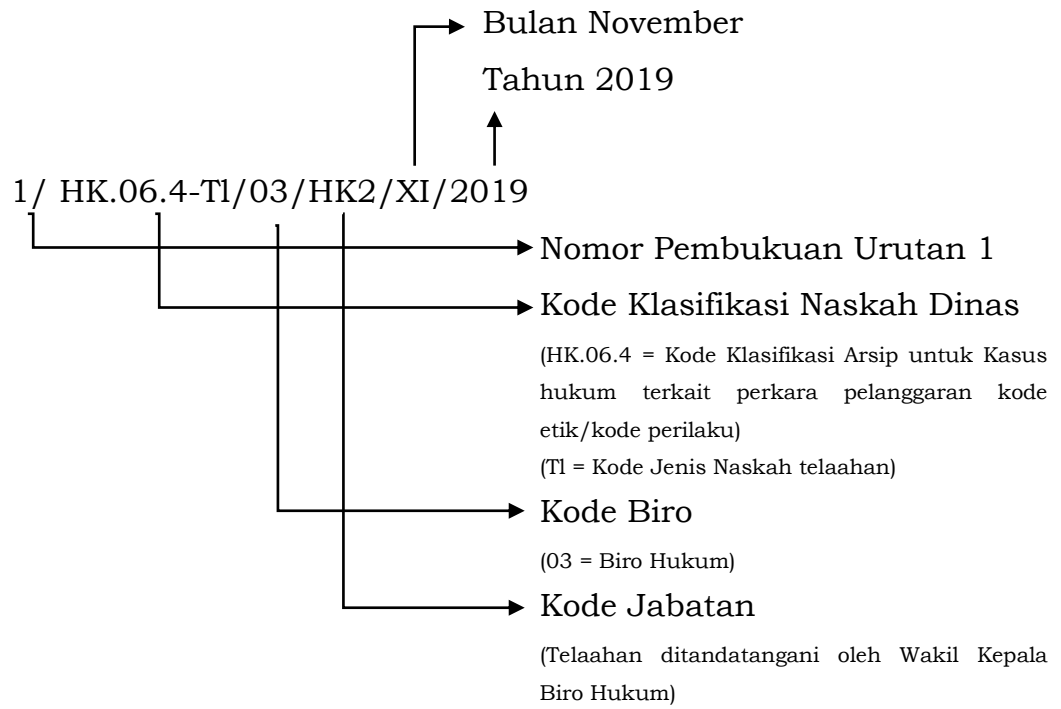 Bulan November
Tahun 2019
1/ HK.06.4-Tl/03/HK2/XI/2019
Nomor Pembukuan Urutan 1
Kode Klasifikasi Naskah Dinas
(HK.06.4 = Kode Klasifikasi Arsip untuk Kasus
hukum terkait perkara pelanggaran kode
etik/kode perilaku)
(Tl = Kode Jenis Naskah telaahan)
Kode Biro
(03 = Biro Hukum)
Kode Jabatan
(Telaahan ditandatangani oleh Wakil Kepala
Biro Hukum)